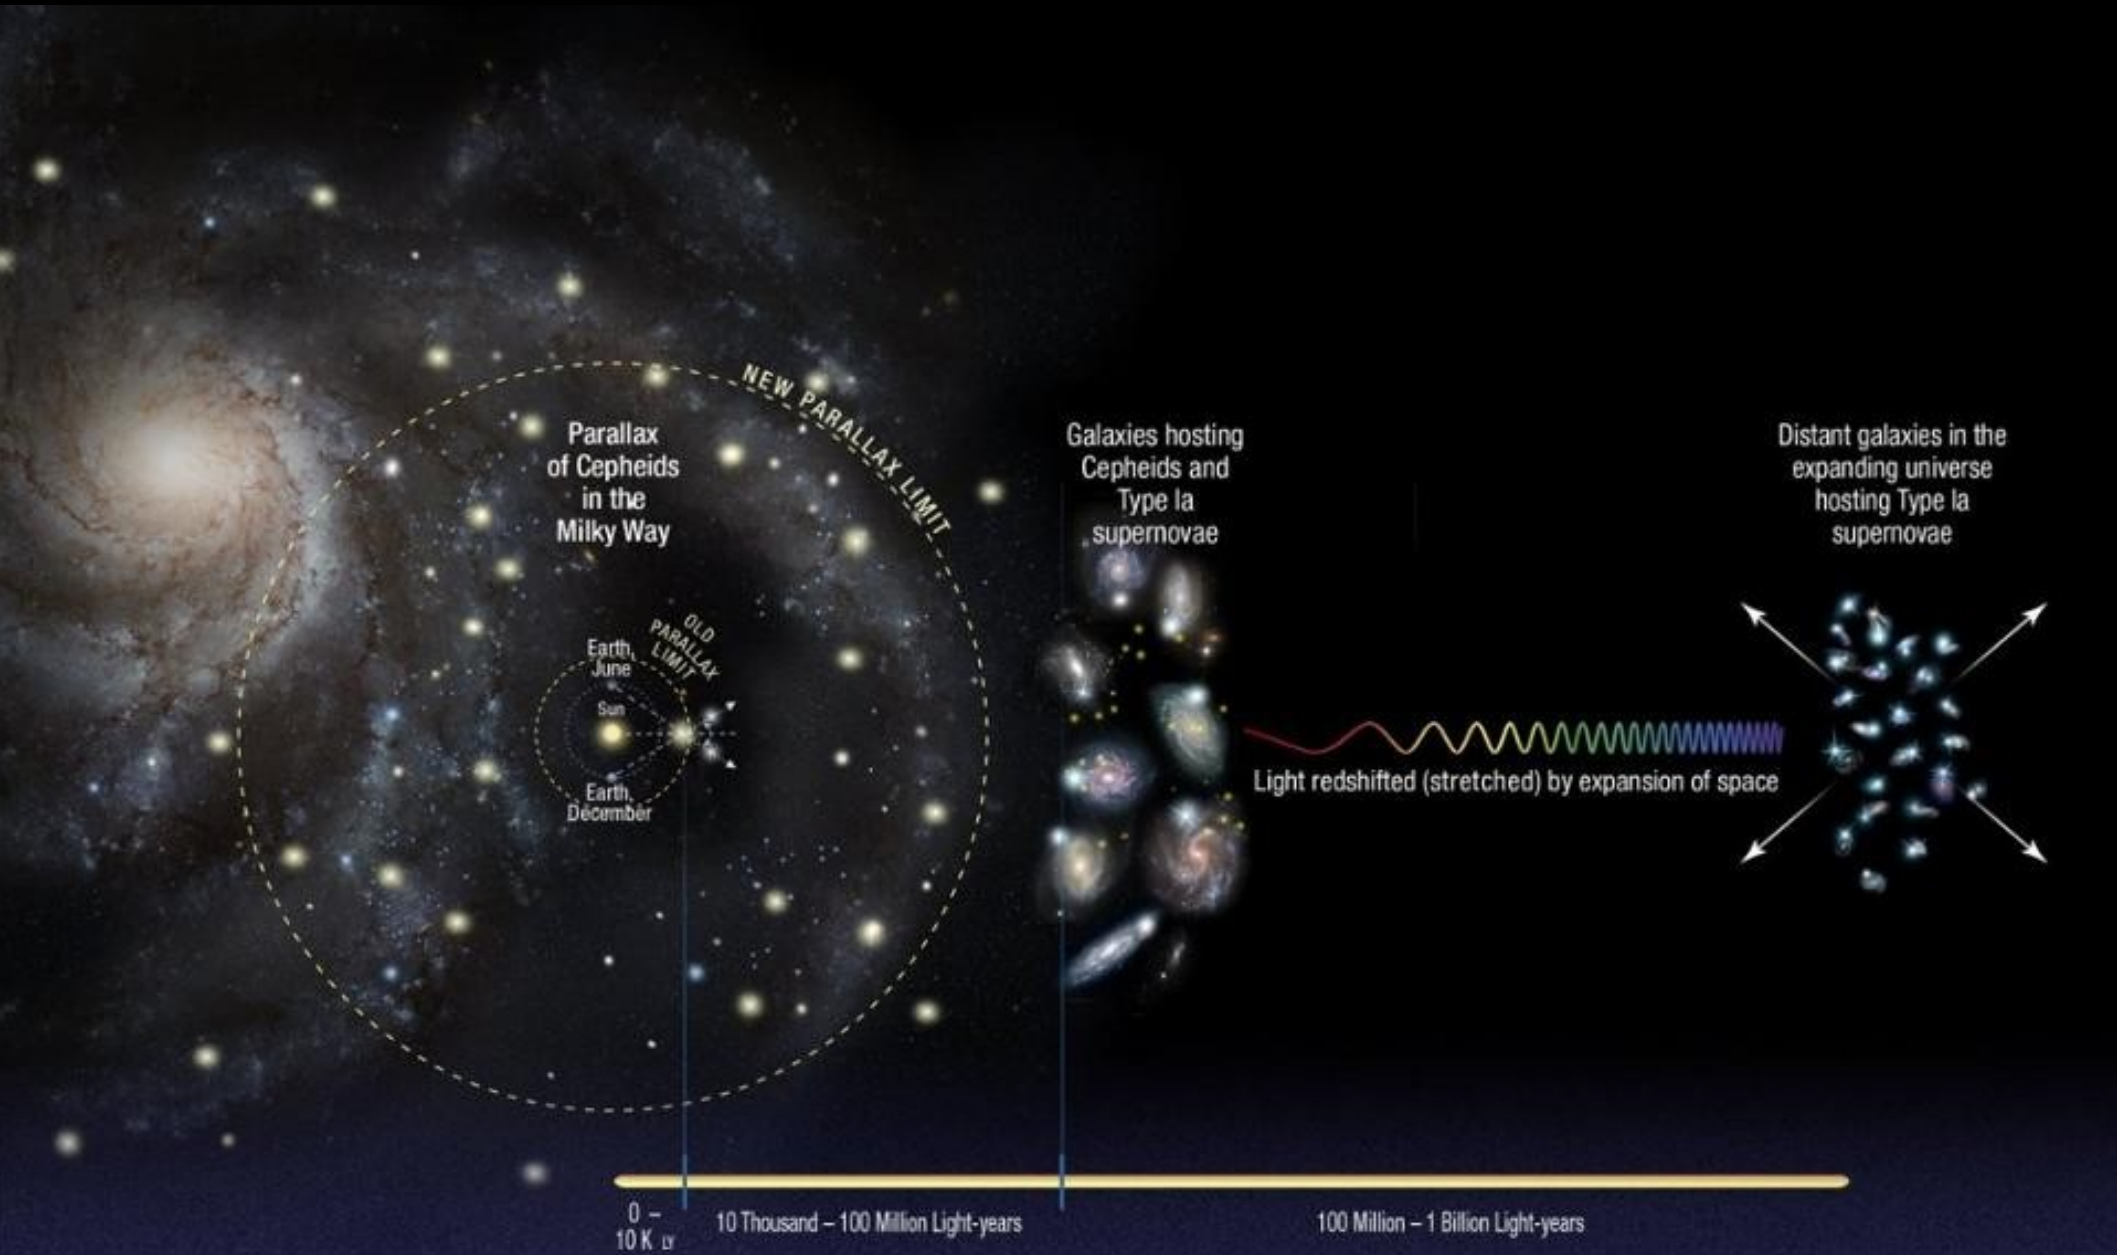 NEW PARALLAX LIMIT
Parallax
of Cepheids
in the
Milky Way
Galaxies hosting
Cepheids and
Type Ia
supernovae
Distant galaxies in the
expanding universe
hosting Type Ia
supernovae
OLD
PARALLAX
LIMIT
Earth,
June
Sun
Earth,
December
Light redshifted (stretched) by expansion of space
0 –
10 K LY
10 Thousand – 100 Million Light-years
100 Million – 1 Billion Light-years